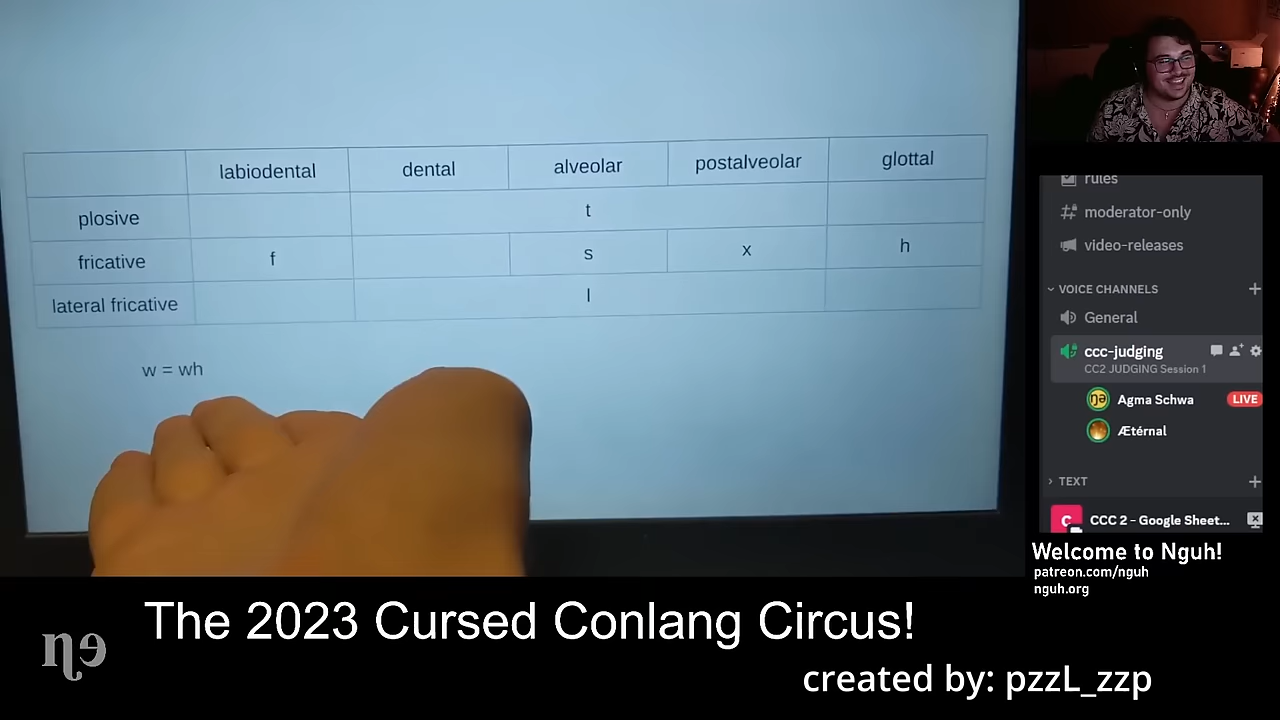 labiodental dental alveolar postalveolar glottal
plosive t
fricative f s x h
lateral fricative l
w = wh
rules
moderator-only
video-releases
VOICE CHANNELS
General
ccc-judging
CC2 JUDGING Session 1
Agma Schwa LIVE
Ætérnal
TEXT
CCC 2 - Google Sheet...
Welcome to Nguh!
patreon.com/nguh
nguh.org
The 2023 Cursed Conlang Circus!
created by: pzzL_zzp